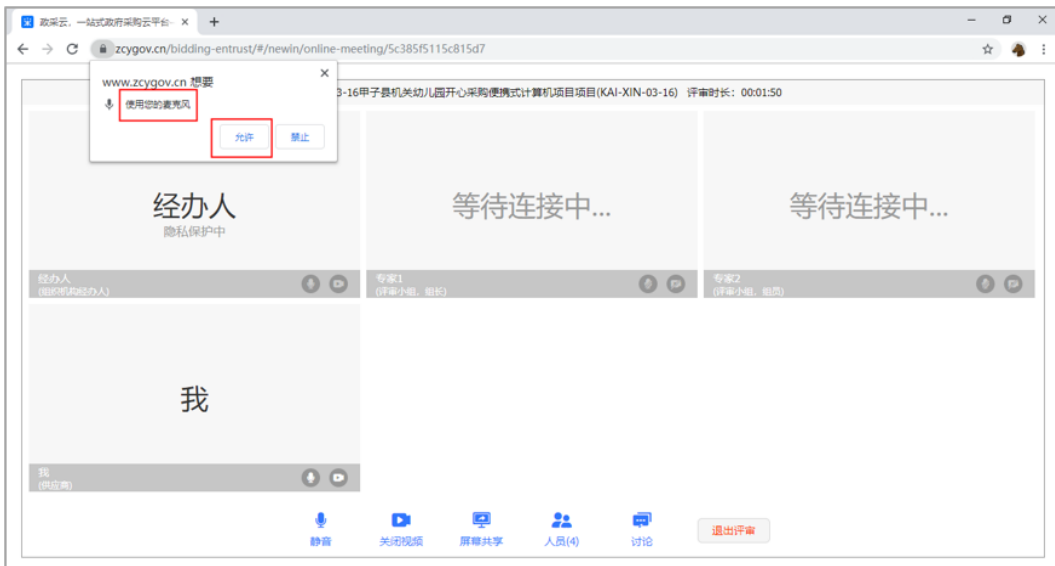 政采云，一站式政府采购云平台-
zcygov.cn/bidding-entrust/#/newin/online-meeting/5c385f5115c815d7
www.zcygov.cn 想要
使用您的麦克风
允许
禁止
3-16甲子县机关幼儿园开心采购便携式计算机项目项目(KAI-XIN-03-16) 评审时长：00:01:50
经办人
隐私保护中
等待连接中...
等待连接中...
经办人
(组织机构经办人)
专家1
(评审小组，组长)
专家2
(评审小组，组员)
我
我
(供应商)
静音
关闭视频
屏幕共享
人员(4)
讨论
退出评审